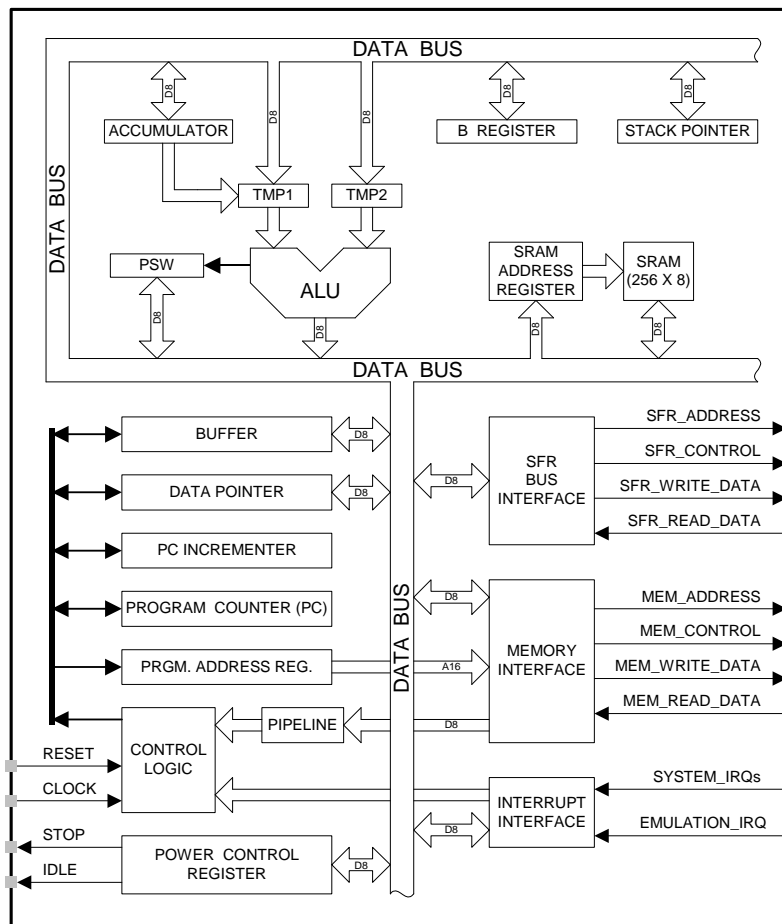 DATA BUS
D8
D8
D8
D8
D8
ACCUMULATOR
B REGISTER
STACK POINTER
DATA BUS
TMP1
TMP2
PSW
ALU
SRAM
ADDRESS
REGISTER
SRAM
(256 X 8)
D8
D8
D8
D8
DATA BUS
BUFFER
D8
DATA POINTER
D8
PC INCREMENTER
PROGRAM COUNTER (PC)
PRGM. ADDRESS REG.
DATA BUS
D8
SFR
BUS
INTERFACE
SFR_ADDRESS
SFR_CONTROL
SFR_WRITE_DATA
SFR_READ_DATA
D8
A16
D8
MEMORY
INTERFACE
MEM_ADDRESS
MEM_CONTROL
MEM_WRITE_DATA
MEM_READ_DATA
PIPELINE
CONTROL
LOGIC
RESET
CLOCK
INTERRUPT
INTERFACE
SYSTEM_IRQs
EMULATION_IRQ
D8
STOP
IDLE
POWER CONTROL
REGISTER
D8